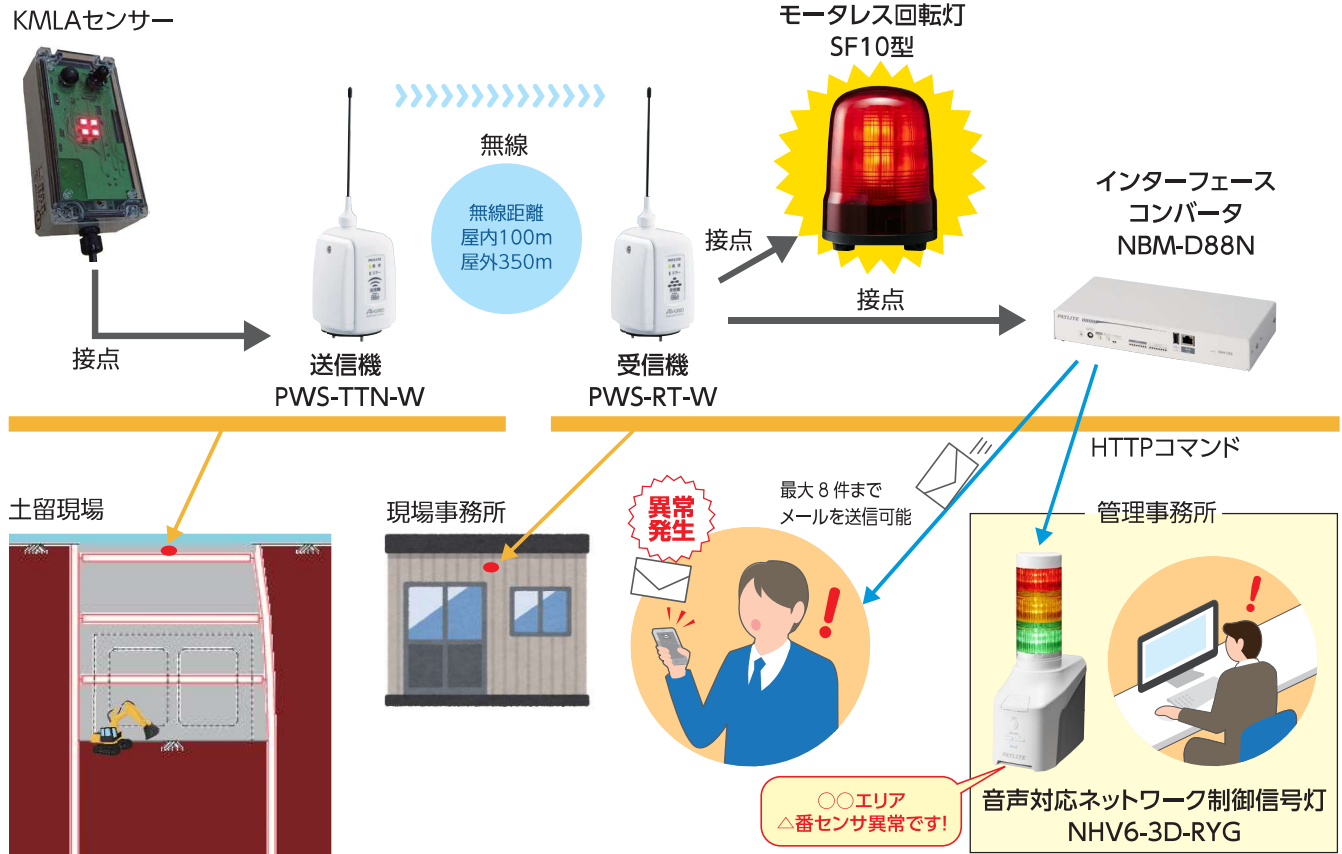 KMLAセンサー
モータレス回転灯
SF10型
無線
無線距離
屋内100m
屋外350m
インターフェース
コンバータ
NBM-D88N
接点
接点
接点
送信機
PWS-TTN-W
受信機
PWS-RT-W
PATLITE
HTTPコマンド
土留現場
現場事務所
異常
発生
最大8件まで
メールを送信可能
管理事務所
PATLITE
○○エリア
△番センサ異常です!
音声対応ネットワーク制御信号灯
NHV6-3D-RYG